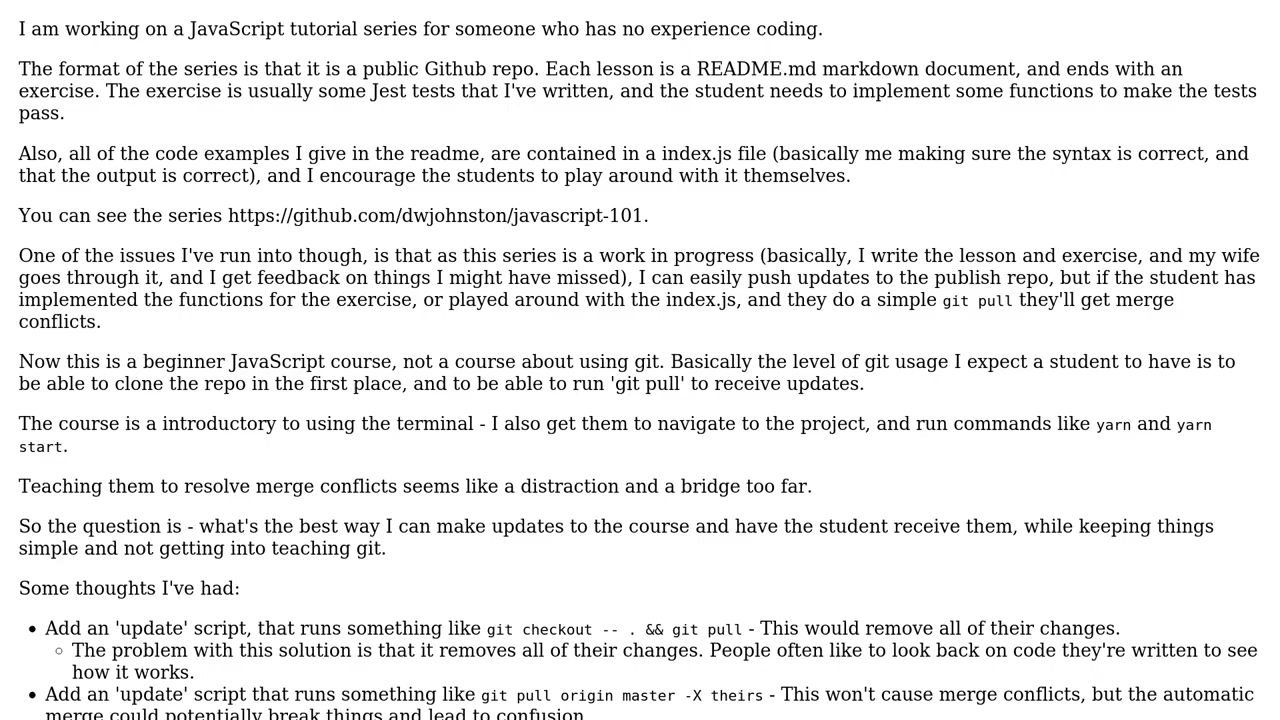 I am working on a JavaScript tutorial series for someone who has no experience coding.
The format of the series is that it is a public Github repo. Each lesson is a README.md markdown document, and ends with an
exercise. The exercise is usually some Jest tests that I've written, and the student needs to implement some functions to make the tests
pass.
Also, all of the code examples I give in the readme, are contained in a index.js file (basically me making sure the syntax is correct, and
that the output is correct), and I encourage the students to play around with it themselves.
You can see the series https://github.com/dwjohnston/javascript-101.
One of the issues I've run into though, is that as this series is a work in progress (basically, I write the lesson and exercise, and my wife
goes through it, and I get feedback on things I might have missed), I can easily push updates to the publish repo, but if the student has
implemented the functions for the exercise, or played around with the index.js, and they do a simple git pull they'll get merge
conflicts.
Now this is a beginner JavaScript course, not a course about using git. Basically the level of git usage I expect a student to have is to
be able to clone the repo in the first place, and to be able to run 'git pull' to receive updates.
The course is a introductory to using the terminal - I also get them to navigate to the project, and run commands like yarn and yarn
start.
Teaching them to resolve merge conflicts seems like a distraction and a bridge too far.
So the question is - what's the best way I can make updates to the course and have the student receive them, while keeping things
simple and not getting into teaching git.
Some thoughts I've had:
• Add an 'update' script, that runs something like git checkout -- . && git pull - This would remove all of their changes.
◦ The problem with this solution is that it removes all of their changes. People often like to look back on code they're written to see
how it works.
• Add an 'update' script that runs something like git pull origin master -X theirs - This won't cause merge conflicts, but the automatic
merge could potentially break things and lead to confusion.